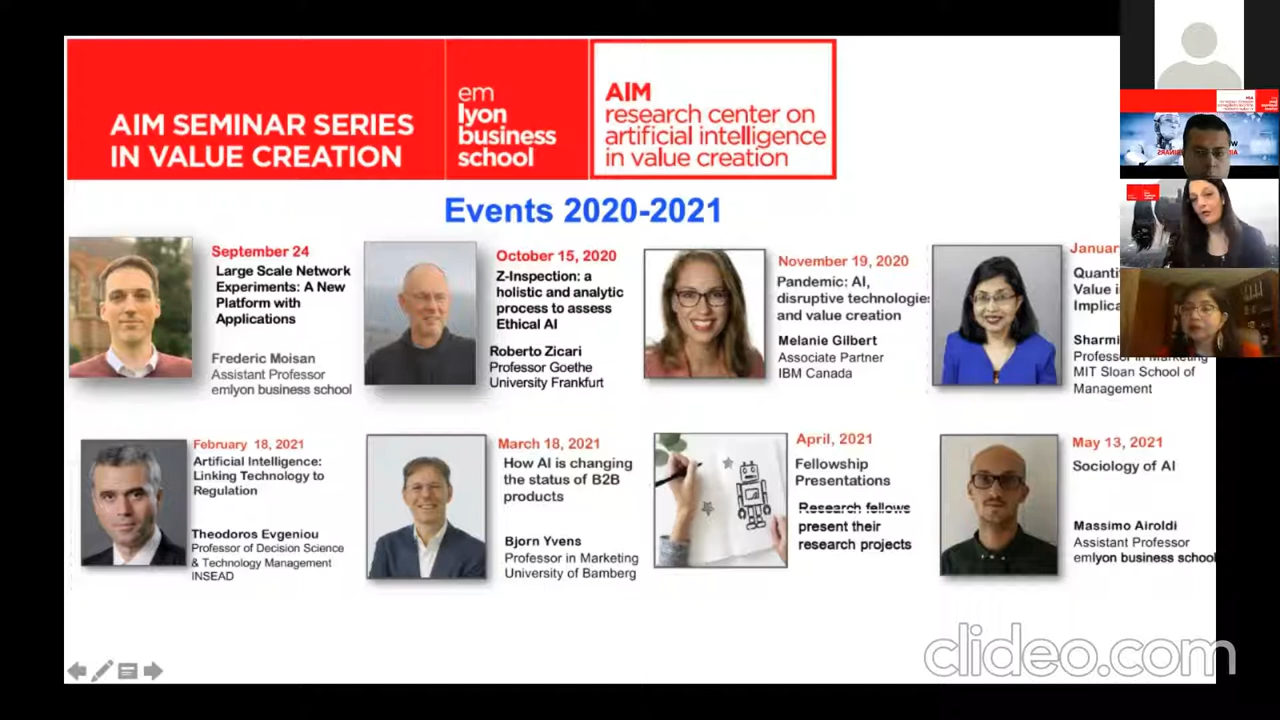 AIM SEMINAR SERIES
IN VALUE CREATION
em
lyon
business
school
AIM
research center on
artificial intelligence
in value creation
Events 2020-2021
September 24
Large Scale Network
Experiments: A New
Platform with
Applications
Frederic Moisan
Assistant Professor
emlyon business school
October 15, 2020
Z-Inspection: a
holistic and analytic
process to assess
Ethical AI
Roberto Zicari
Professor Goethe
University Frankfurt
November 19, 2020
Pandemic: AI,
disruptive technologies
and value creation
Melanie Gilbert
Associate Partner
IBM Canada
Januar
Quanti
Value i
Implica
Sharmi
Professor in Marketing
MIT Sloan School of
Management
February 18, 2021
Artificial Intelligence:
Linking Technology to
Regulation
Theodoros Evgeniou
Professor of Decision Science
& Technology Management
INSEAD
March 18, 2021
How AI is changing
the status of B2B
products
Bjorn Yvens
Professor in Marketing
University of Bamberg
April, 2021
Fellowship
Presentations
Research fellows
present their
research projects
May 13, 2021
Sociology of AI
Massimo Airoldi
Assistant Professor
emlyon business school
clideo.com